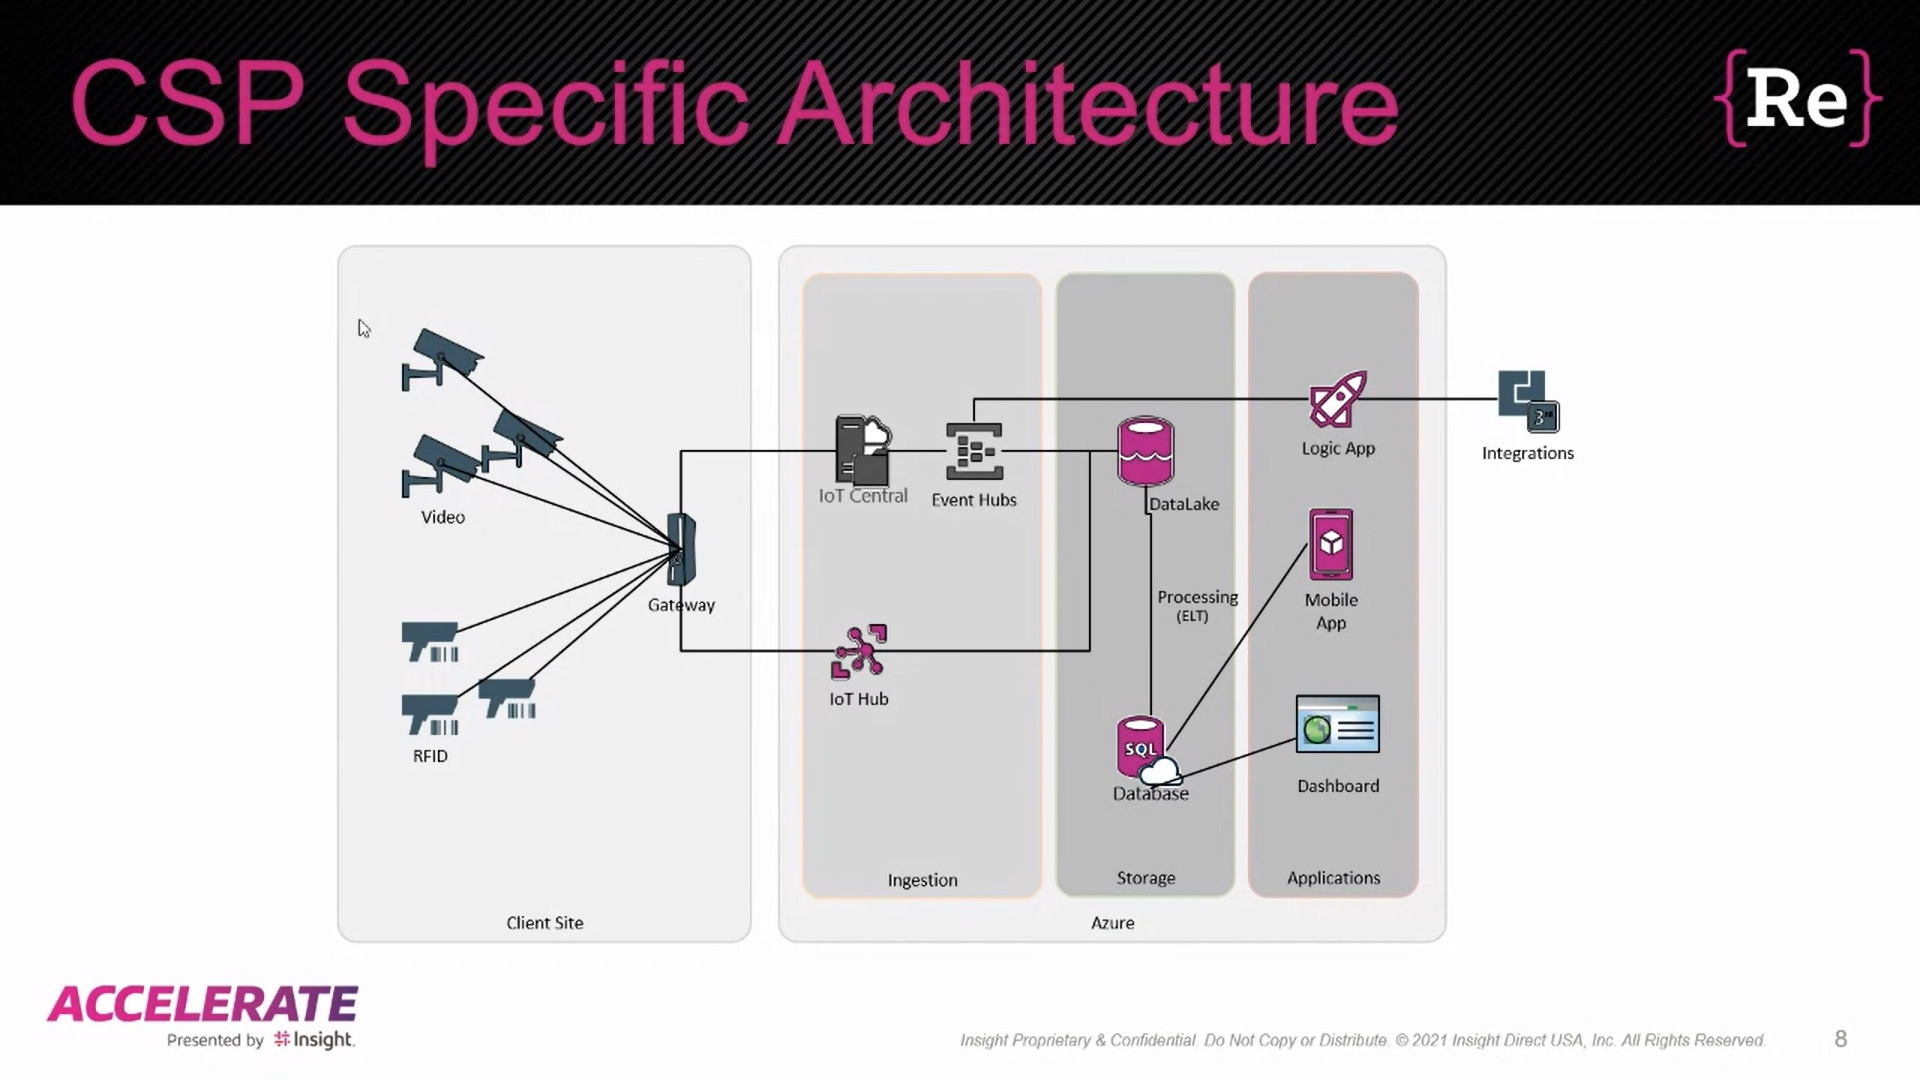 CSP Specific Architecture
{Re}
Video
RFID
Gateway
Client Site
IoT Central
Event Hubs
IoT Hub
Ingestion
DataLake
Processing
(ELT)
SQL
Database
Storage
Logic App
Mobile
App
Dashboard
Applications
Azure
3rd
Integrations
ACCELERATE
Presented by Insight.
Insight Proprietary & Confidential. Do Not Copy or Distribute. © 2021 Insight Direct USA, Inc. All Rights Reserved.
8